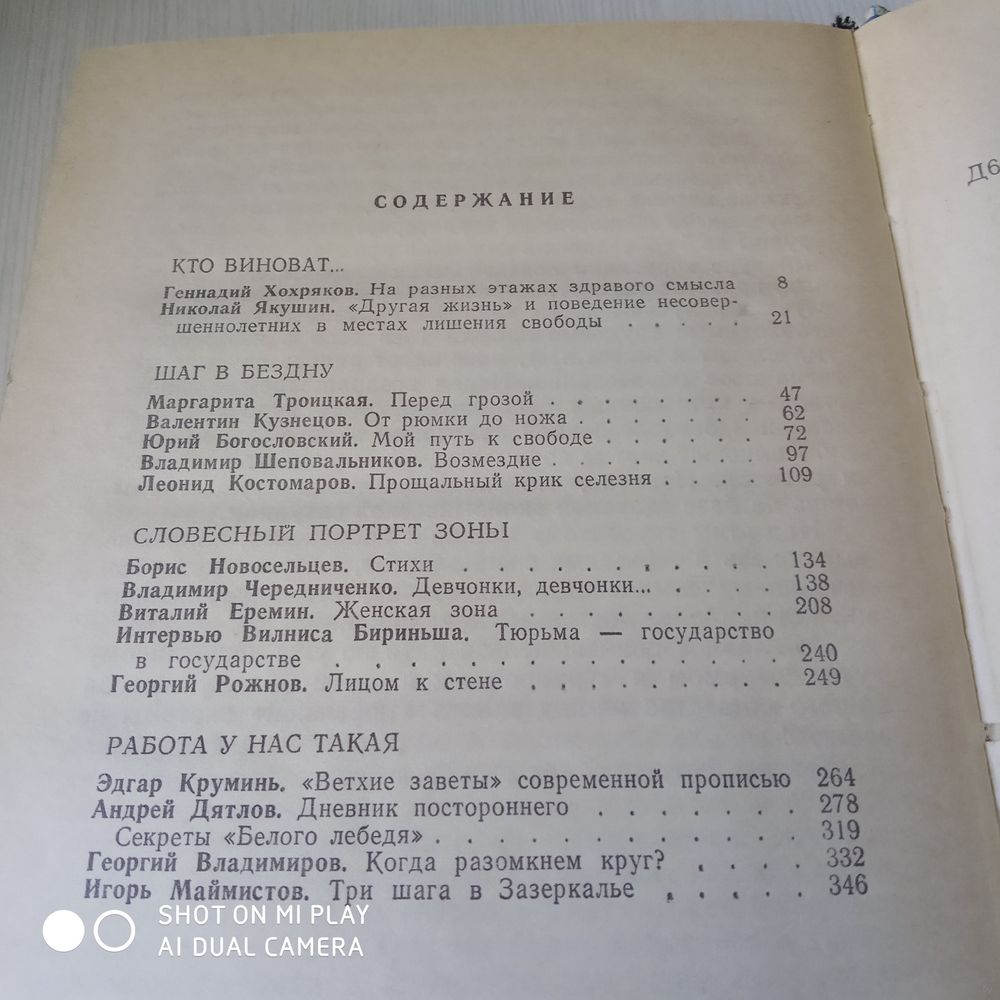 СОДЕРЖАНИЕ
КТО ВИНОВАТ...
Геннадий Хохряков. На разных этажах здравого смысла 8
Николай Якушин. «Другая жизнь» и поведение несовер-
шеннолетних в местах лишения свободы . . . . . 21
ШАГ В БЕЗДНУ
Маргарита Троицкая. Перед грозой . . . . . . . . 47
Валентин Кузнецов. От рюмки до ножа . . . . . . . 62
Юрий Богословский. Мой путь к свободе . . . . . . 72
Владимир Шеповальников. Возмездие . . . . . . . . 97
Леонид Костомаров. Прощальный крик селезня . . . . 109
СЛОВЕСНЫЙ ПОРТРЕТ ЗОНЫ
Борис Новосельцев. Стихи . . . . . . . . . . . 134
Владимир Чередниченко. Девчонки, девчонки... . . . . 138
Виталий Еремин. Женская зона . . . . . . . . . 208
Интервью Вилниса Бириньша. Тюрьма — государство
в государстве . . . . . . . . . . . . . . . 240
Георгий Рожнов. Лицом к стене . . . . . . . . . 249
РАБОТА У НАС ТАКАЯ
Эдгар Круминь. «Ветхие заветы» современной прописью 264
Андрей Дятлов. Дневник постороннего . . . . . . . 278
Секреты «Белого лебедя» . . . . . . . . . . . . 319
Георгий Владимиров. Когда разомкнем круг? . . . . 332
Игорь Маймистов. Три шага в Зазеркалье . . . . . 346
Д6
SHOT ON MI PLAY
AI DUAL CAMERA